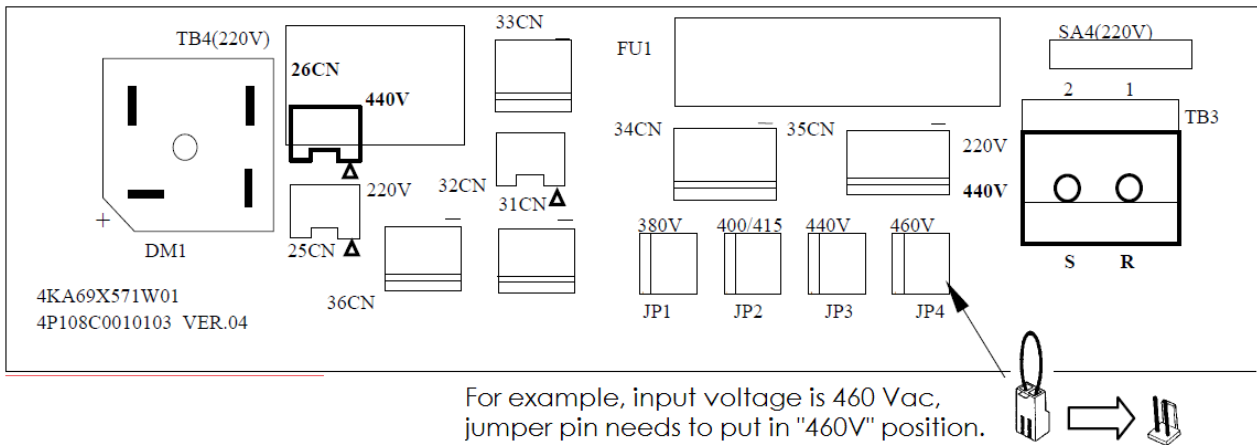 33CN
TB4(220V)
FU1
SA4(220V)
26CN
440V
2 1
TB3
34CN
35CN
220V
440V
220V
32CN
31CN
+
DM1
25CN
380V 400/415 440V 460V
S R
36CN
JP1 JP2 JP3 JP4
4KA69X571W01
4P108C0010103 VER.04
For example, input voltage is 460 Vac,
jumper pin needs to put in "460V" position.